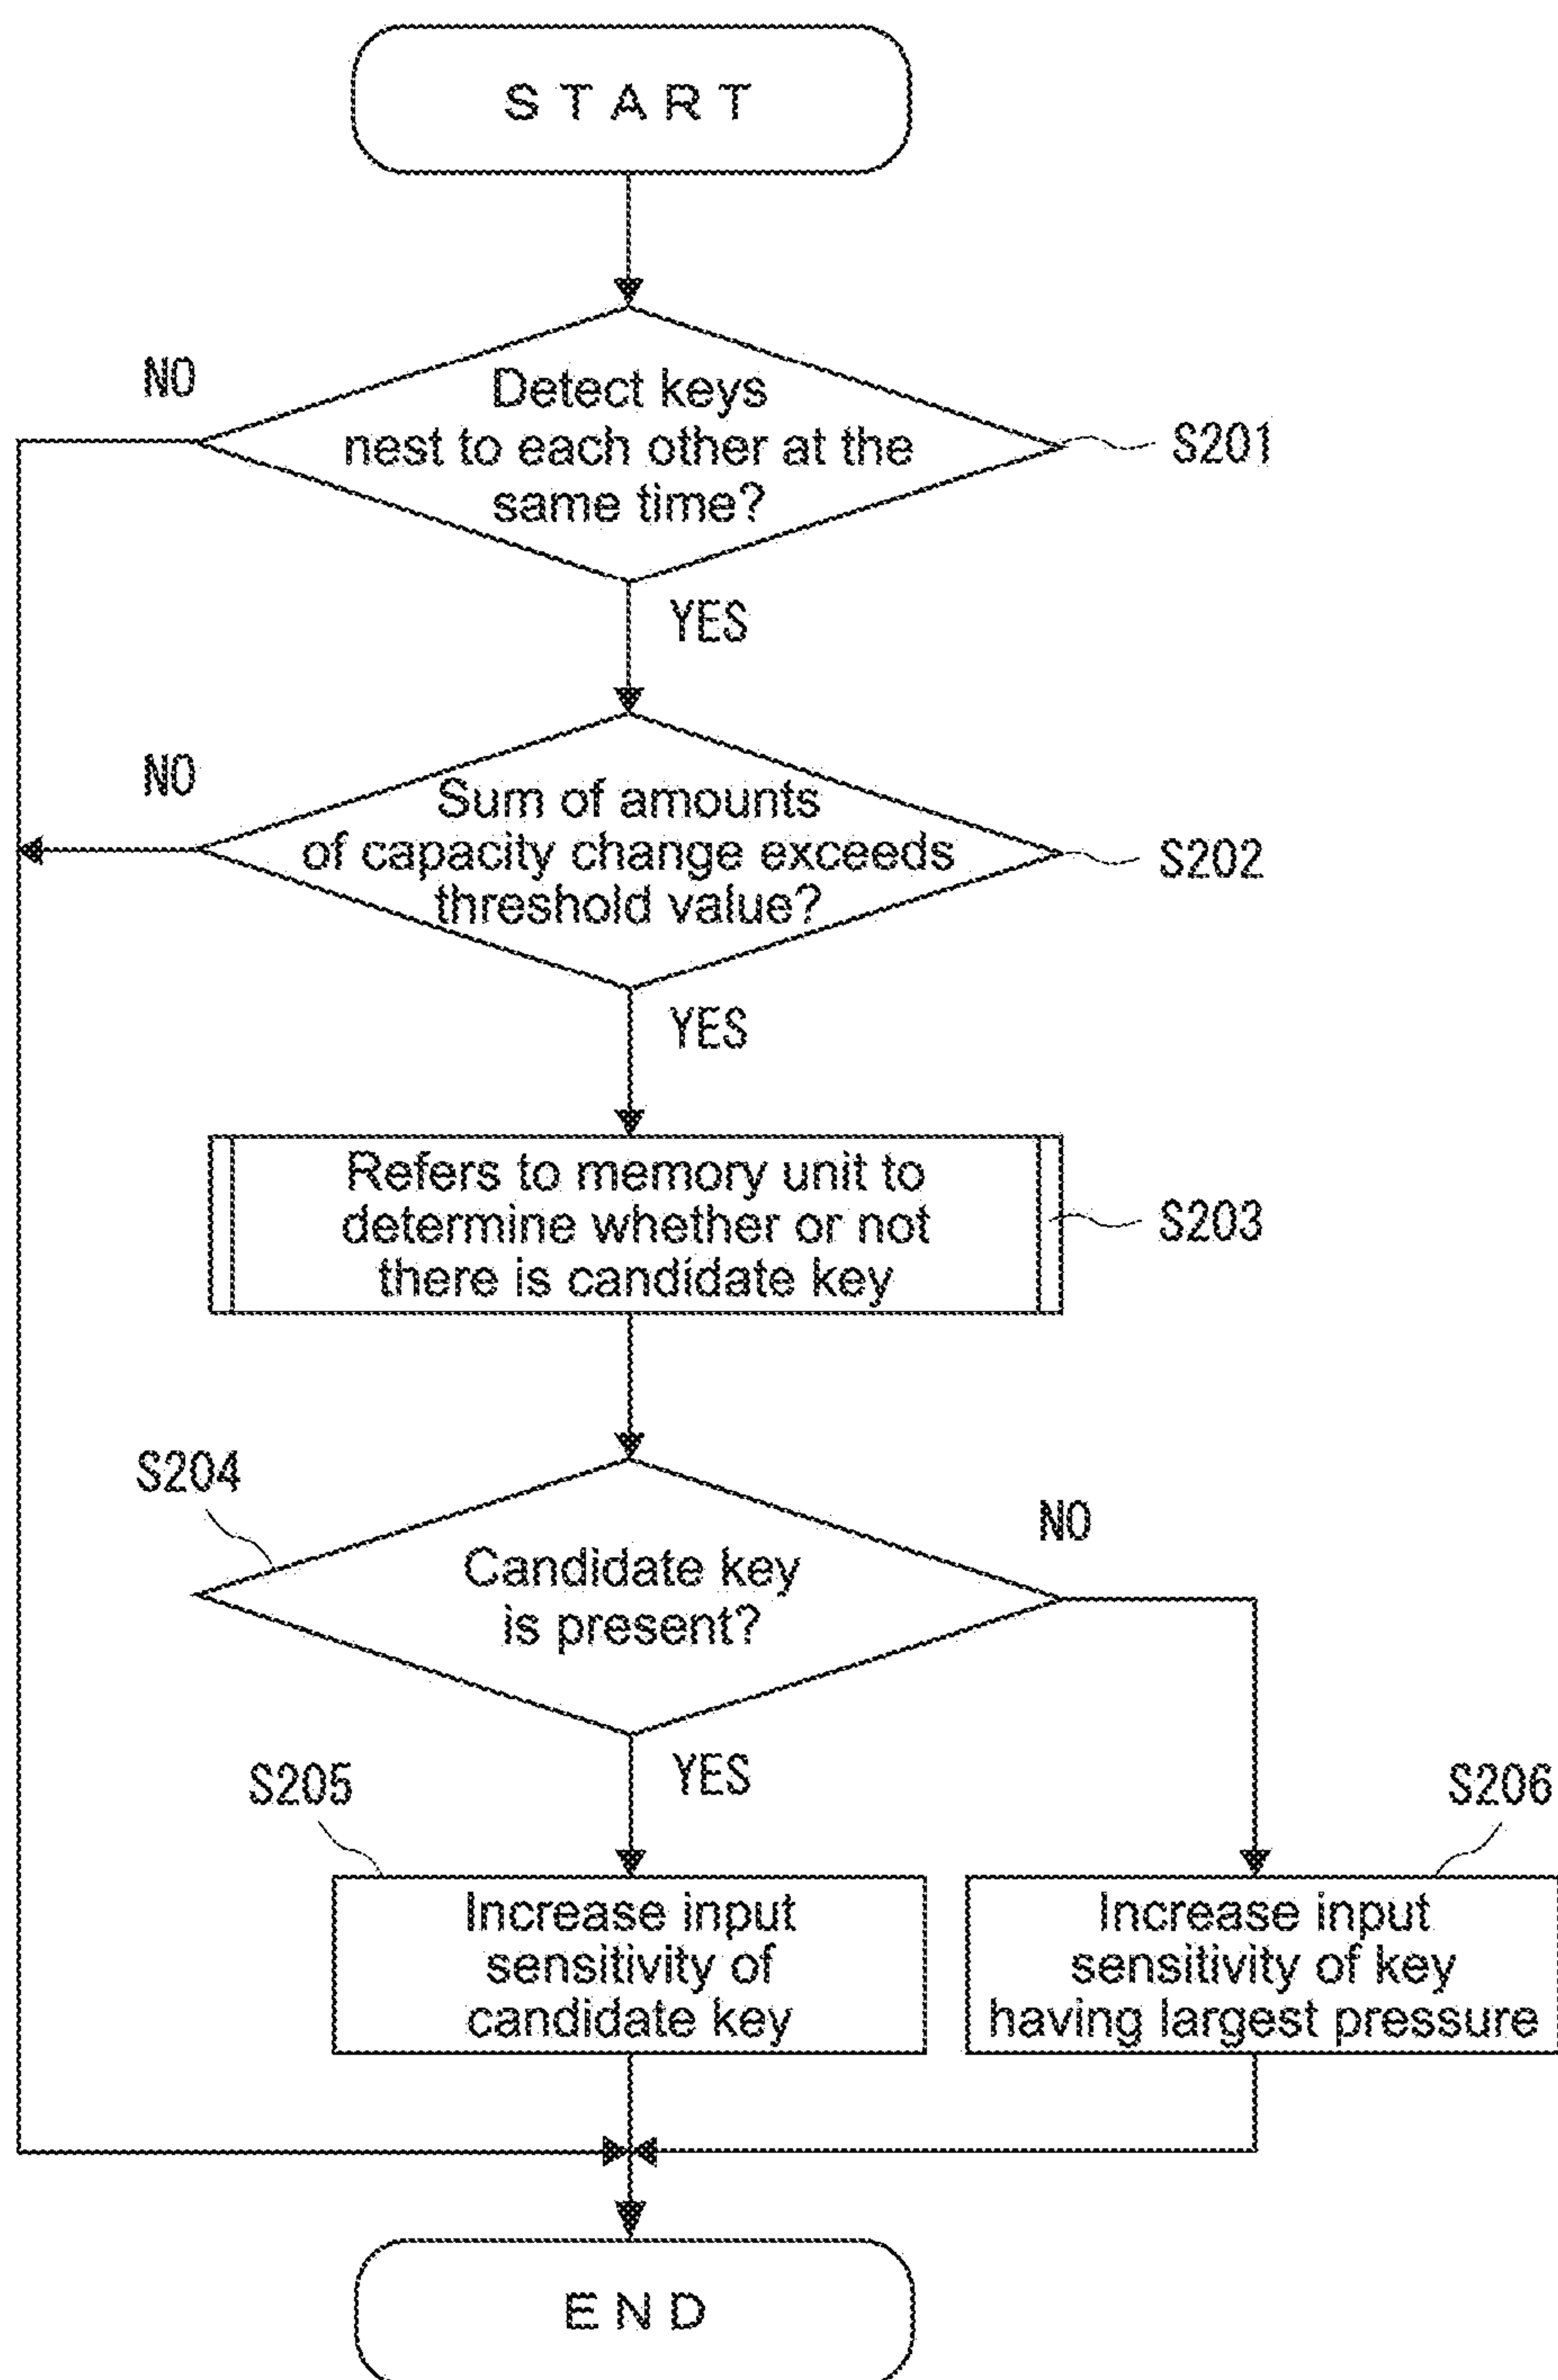 START
NO
Detect keys
nest to each other at the
same time?
S201
YES
NO
Sum of amounts
of capacity change exceeds
threshold value?
S202
YES
Refers to memory unit to
determine whether or not
there is candidate key
S203
S204
NO
Candidate key
is present?
YES
S205
S206
Increase input
sensitivity of
candidate key
Increase input
sensitivity of key
having largest pressure
END